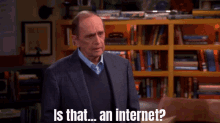 Is that... an internet?